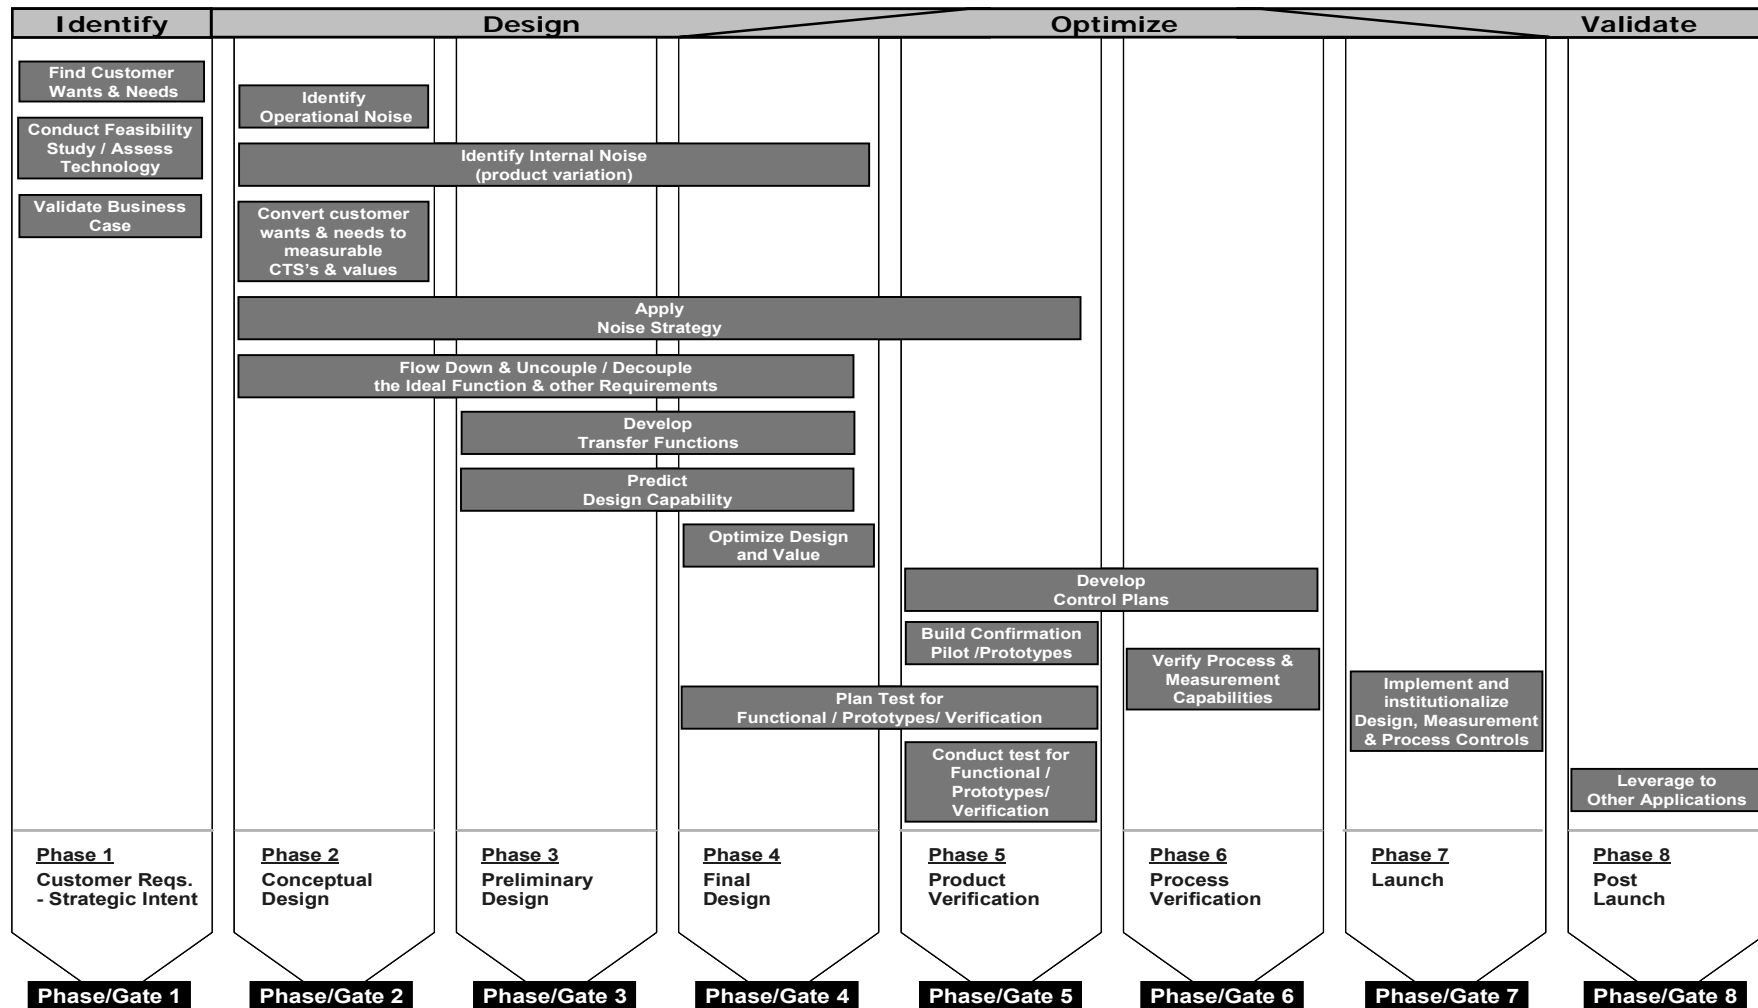 Identify
Design
Optimize
Validate
Find Customer
Wants & Needs
Conduct Feasibility
Study / Assess
Technology
Validate Business
Case
Identify
Operational Noise
Identify Internal Noise
(product variation)
Convert customer
wants & needs to
measurable
CTS’s & values
Apply
Noise Strategy
Flow Down & Uncouple / Decouple
the Ideal Function & other Requirements
Develop
Transfer Functions
Predict
Design Capability
Optimize Design
and Value
Develop
Control Plans
Build Confirmation
Pilot /Prototypes
Verify Process &
Measurement
Capabilities
Plan Test for
Functional / Prototypes/ Verification
Implement and
institutionalize
Design, Measurement
& Process Controls
Conduct test for
Functional /
Prototypes/
Verification
Leverage to
Other Applications
Phase 1
Customer Reqs.
- Strategic Intent
Phase 2
Conceptual
Design
Phase 3
Preliminary
Design
Phase 4
Final
Design
Phase 5
Product
Verification
Phase 6
Process
Verification
Phase 7
Launch
Phase 8
Post
Launch
Phase/Gate 1
Phase/Gate 2
Phase/Gate 3
Phase/Gate 4
Phase/Gate 5
Phase/Gate 6
Phase/Gate 7
Phase/Gate 8